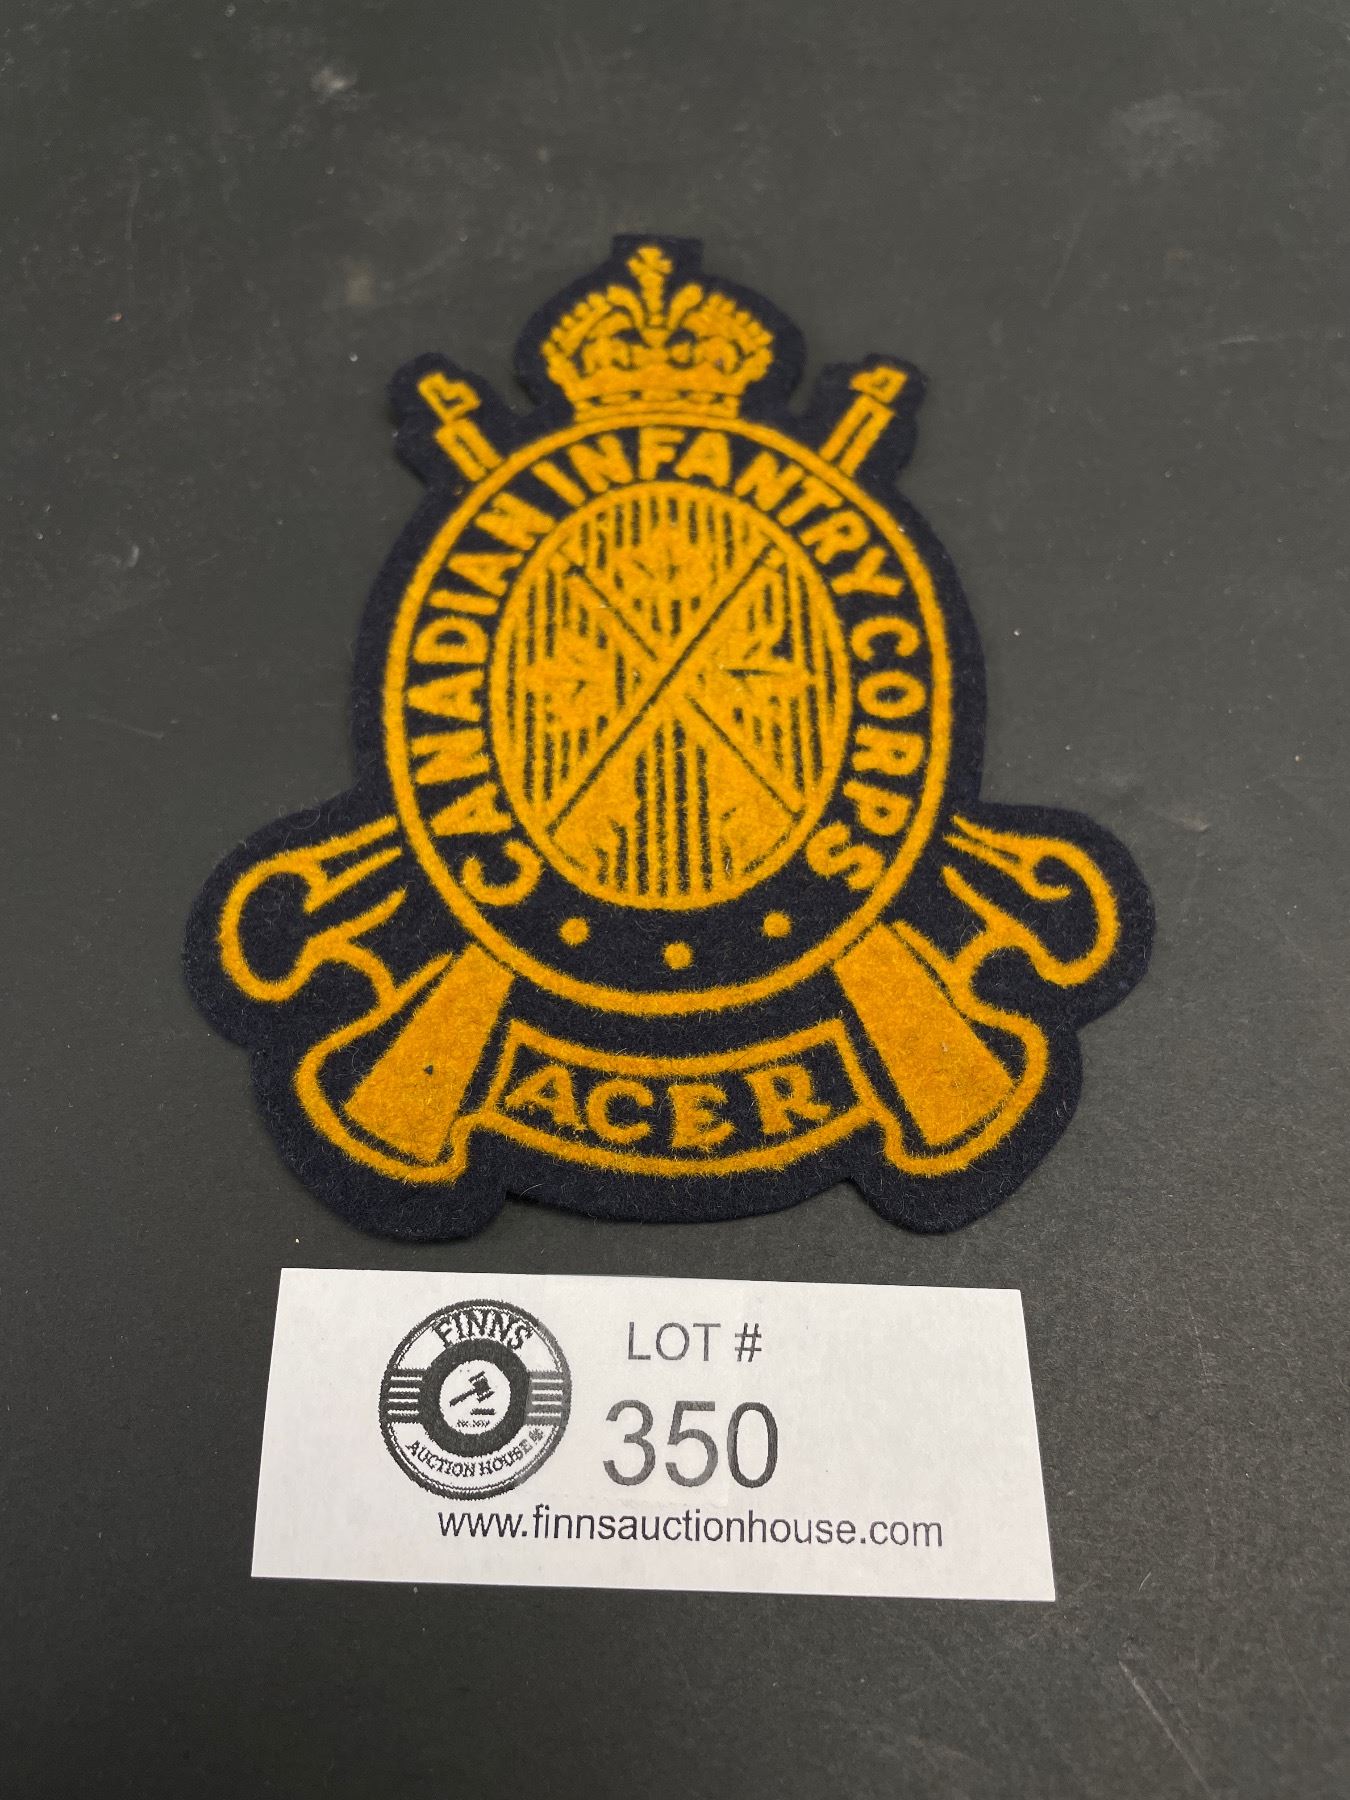 CANADIAN INFANTRY CORPS
ACER
FINNS
AUCTION HOUSE
LOT #
350
www.finnsauctionhouse.com